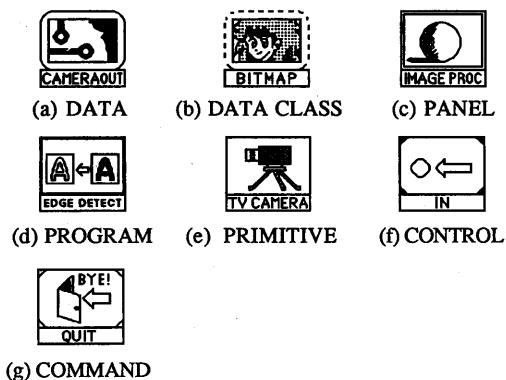 CAMERAOUT
BITMAP
IMAGE PROC
(a) DATA
(b) DATA CLASS
(c) PANEL
A A
EDGE DETECT
TV CAMERA
IN
(d) PROGRAM
(e) PRIMITIVE
(f) CONTROL
BYE!
QUIT
(g) COMMAND